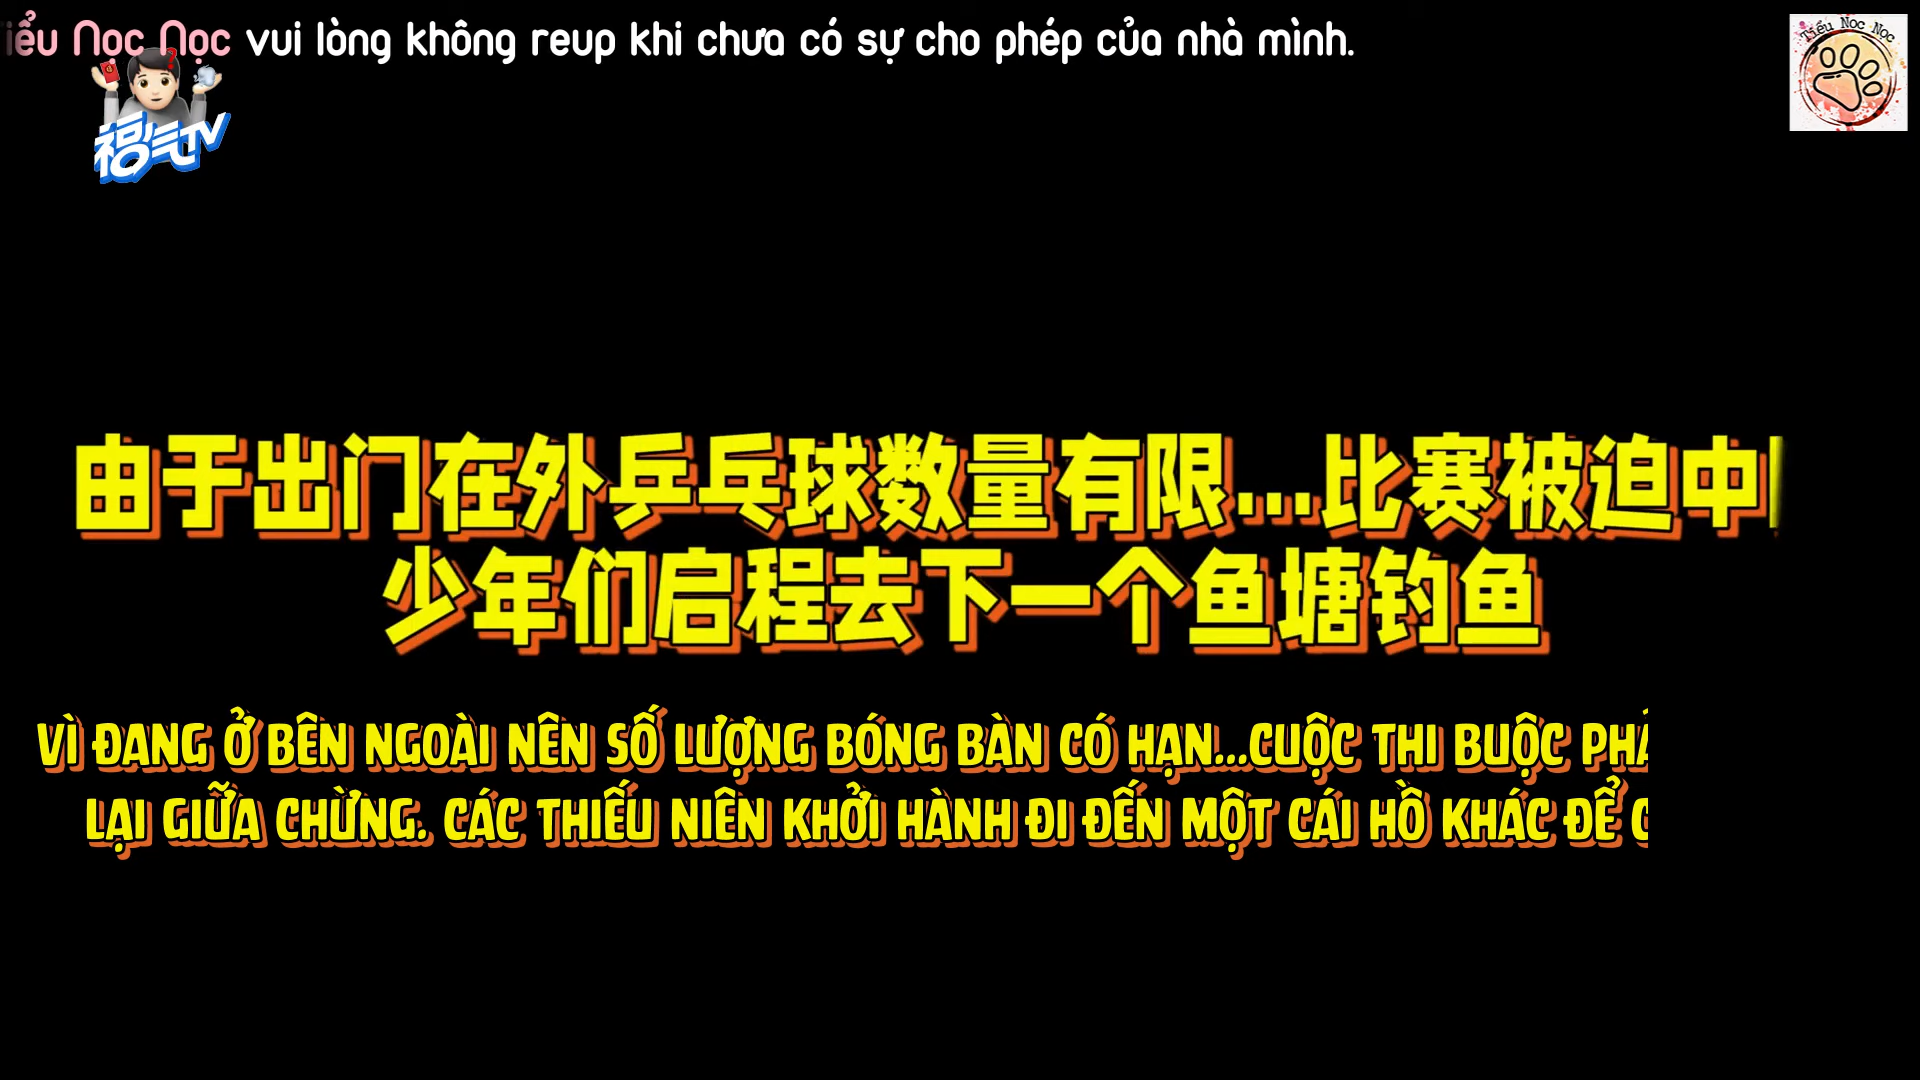 Nọc Nọc vui lòng không reup khi chưa có sự cho phép của nhà mình.
Tiểu Nọc Nọc
福气TV
由于出门在外乒乓球数量有限...比赛被迫中
少年们启程去下一个鱼塘钓鱼
VÌ ĐANG Ở BÊN NGOÀI NÊN SỐ LƯỢNG BÓNG BÀN CÓ HẠN...CUỘC THI BUỘC
LẠI GIỮA CHỪNG. CÁC THIẾU NIÊN KHỞI HÀNH ĐI ĐẾN MỘT CÁI HỒ KHÁC ĐỂ